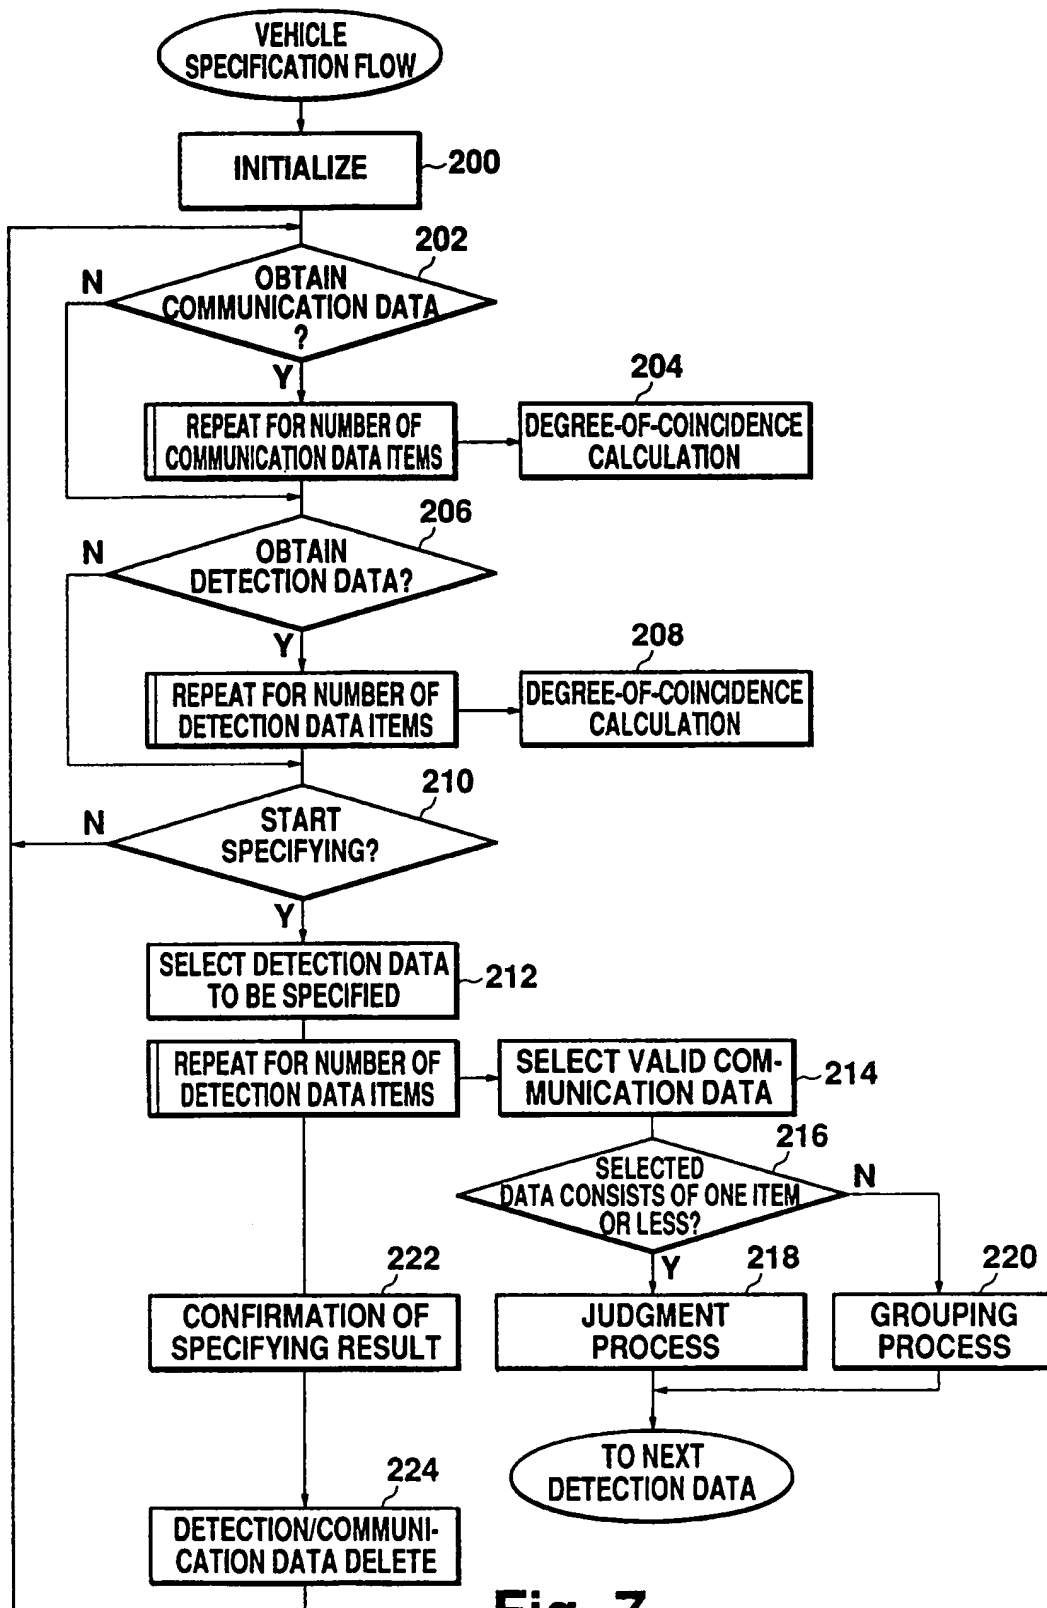 VEHICLE
SPECIFICATION FLOW
INITIALIZE
200
202
N
OBTAIN
COMMUNICATION DATA
?
Y
204
REPEAT FOR NUMBER OF
COMMUNICATION DATA ITEMS
DEGREE-OF-COINCIDENCE
CALCULATION
206
N
OBTAIN
DETECTION DATA?
Y
208
REPEAT FOR NUMBER OF
DETECTION DATA ITEMS
DEGREE-OF-COINCIDENCE
CALCULATION
210
N
START
SPECIFYING?
Y
SELECT DETECTION DATA
TO BE SPECIFIED
212
REPEAT FOR NUMBER OF
DETECTION DATA ITEMS
SELECT VALID COM-
MUNICATION DATA
214
216
SELECTED
DATA CONSISTS OF ONE ITEM
OR LESS?
N
Y
222
218
220
CONFIRMATION OF
SPECIFYING RESULT
JUDGMENT
PROCESS
GROUPING
PROCESS
TO NEXT
DETECTION DATA
224
DETECTION/COMMUNI-
CATION DATA DELETE
Fig. 7